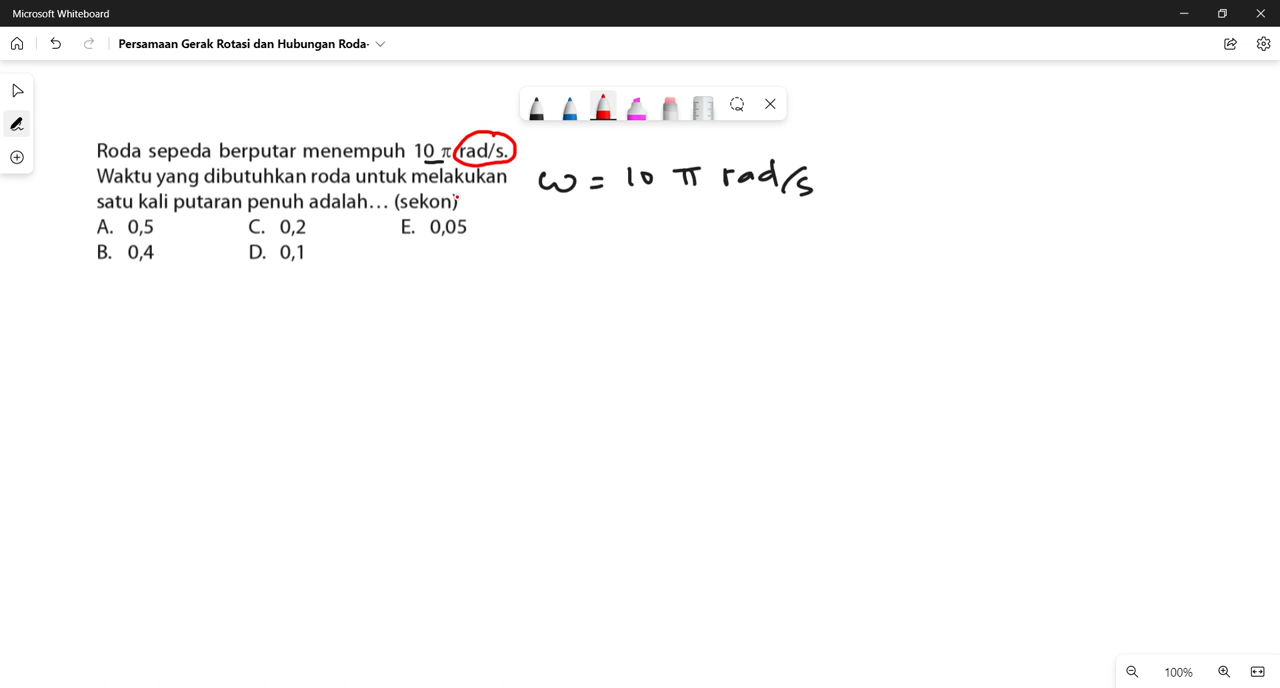 Microsoft Whiteboard
Persamaan Gerak Rotasi dan Hubungan Roda-
Roda sepeda berputar menempuh 10 π rad/s.
Waktu yang dibutuhkan roda untuk melakukan
satu kali putaran penuh adalah... (sekon)
A. 0,5 C. 0,2 E. 0,05
B. 0,4 D. 0,1
ω = 10 π rad/s
100%